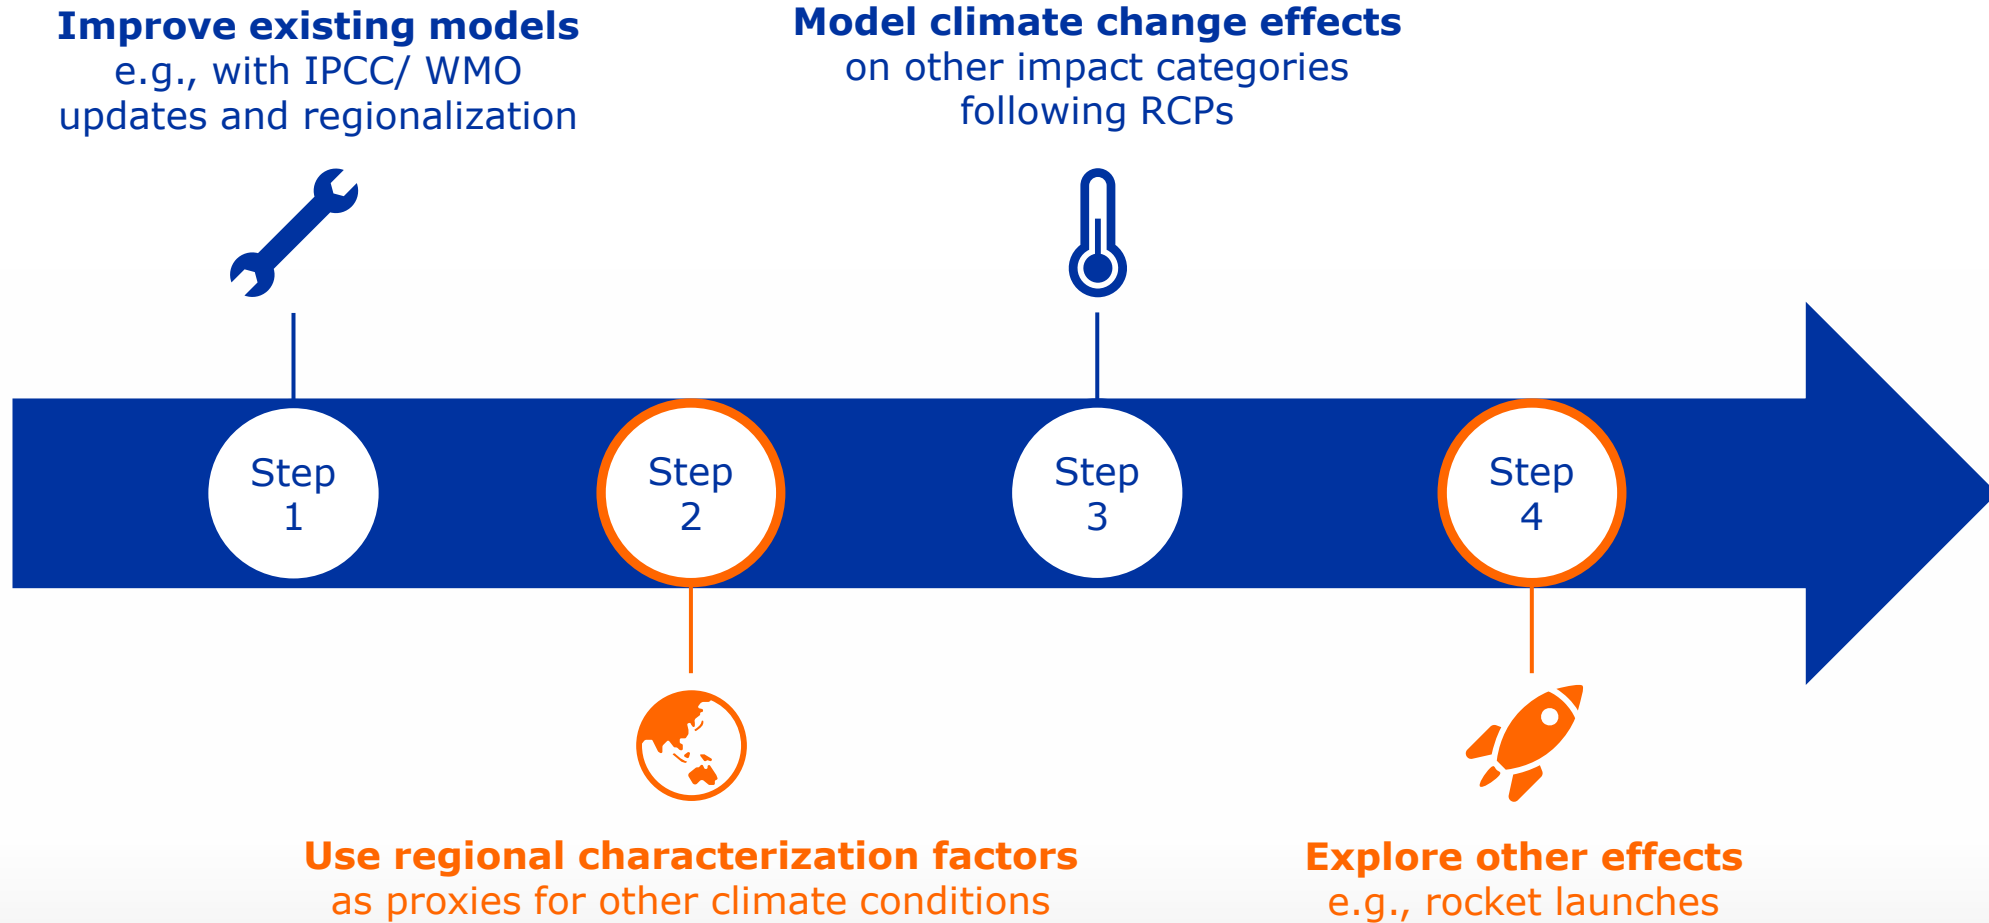 Improve existing models
e.g., with IPCC/ WMO
updates and regionalization
Model climate change effects
on other impact categories
following RCPs
Step
1
Step
2
Step
3
Step
4
Use regional characterization factors
as proxies for other climate conditions
Explore other effects
e.g., rocket launches